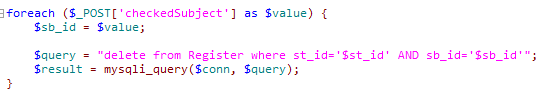 foreach ($_POST['checkedSubject'] as $value) {
$sb_id = $value;
$query = "delete from Register where st_id='$st_id' AND sb_id='$sb_id'";
$result = mysqli_query($conn, $query);
}